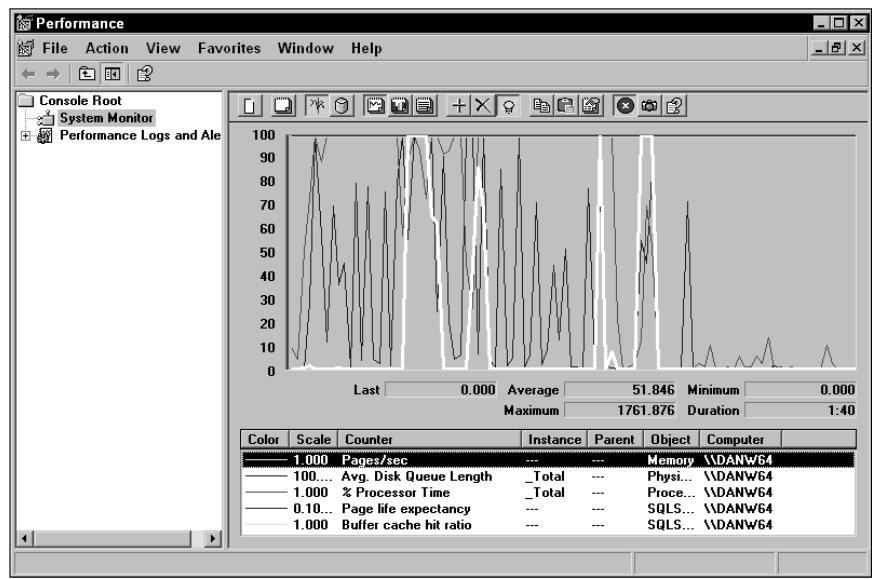 Performance
File Action View Favorites Window Help
Console Root
System Monitor
Performance Logs and Ale
100
90
80
70
60
50
40
30
20
10
0
Last 0.000 Average 51.846 Minimum 0.000
Maximum 1761.876 Duration 1:40
Color Scale Counter Instance Parent Object Computer
1.000 Pages/sec --- --- Memory \\DANW64
100.... Avg. Disk Queue Length _Total --- Physi... \\DANW64
1.000 % Processor Time _Total --- Proce... \\DANW64
0.10... Page life expectancy --- --- SQLS... \\DANW64
1.000 Buffer cache hit ratio --- --- SQLS... \\DANW64